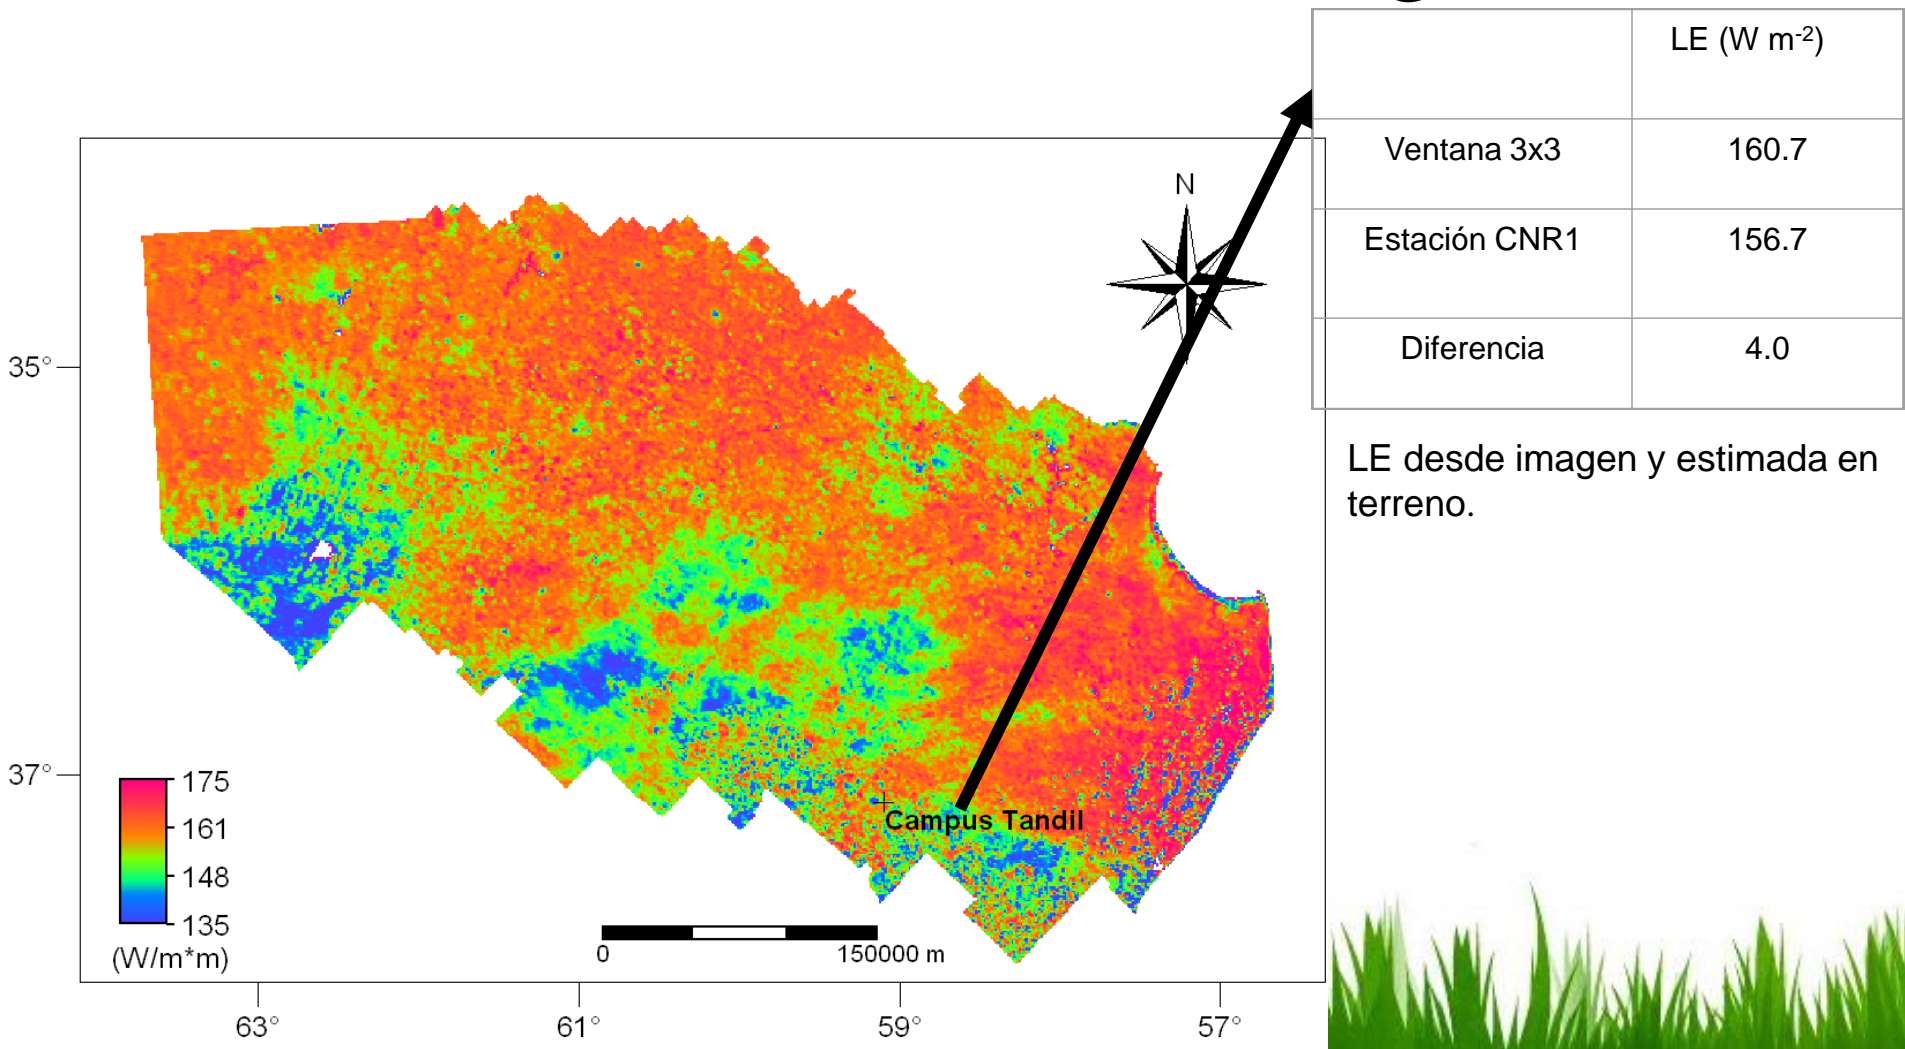 LE (W m-2)
Ventana 3x3 160.7
Estación CNR1 156.7
Diferencia 4.0
LE desde imagen y estimada en
terreno.
N
35°
37°
175
161
148
135
(W/m*m)
Campus Tandil
0 150000 m
63° 61° 59° 57°